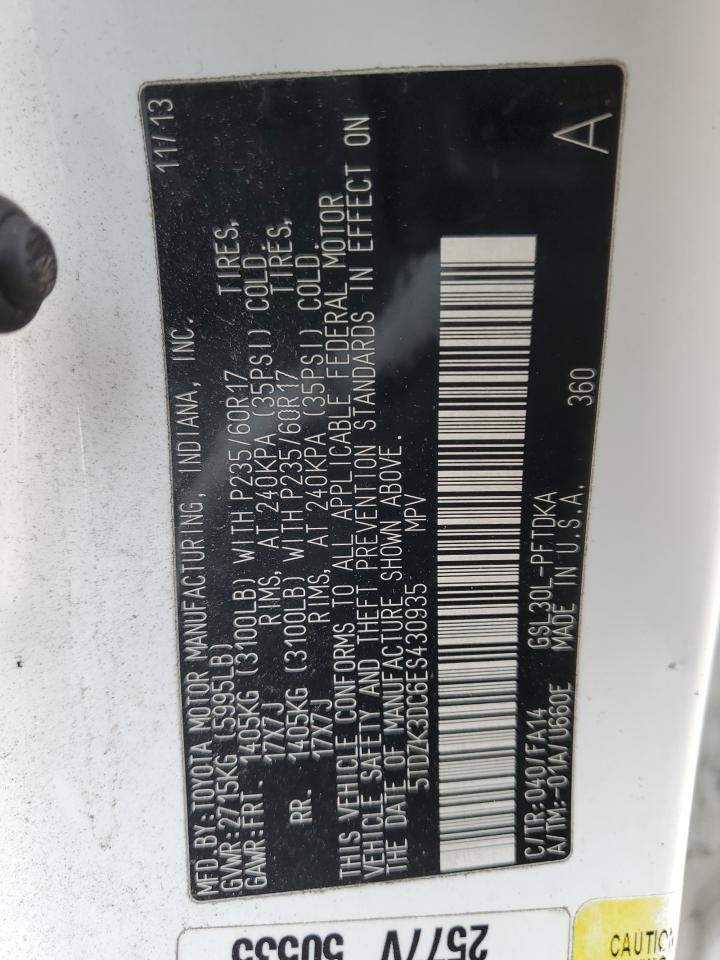 MFD.BY:TOYOTA MOTOR MANUFACTURING, INDIANA, INC. 11/13
GVWR:2715KG (5995LB)
GAWR:FRT. 1405KG (3100LB) WITH P235/60R17 TIRES,
17X7J RIMS, AT 240KPA (35PSI) COLD.
RR. 1405KG (3100LB) WITH P235/60R17 TIRES,
17X7J RIMS, AT 240KPA (35PSI) COLD.
THIS VEHICLE CONFORMS TO ALL APPLICABLE FEDERAL MOTOR
VEHICLE SAFETY AND THEFT PREVENTION STANDARDS IN EFFECT ON
THE DATE OF MANUFACTURE SHOWN ABOVE.
5TDZK3DC6ES430935 MPV
C/TR:040/FA14 GSL30L-PFTDKA
A/TM:-01A/U660E MADE IN U.S.A. 360 A
2577V
50535
CAUTION